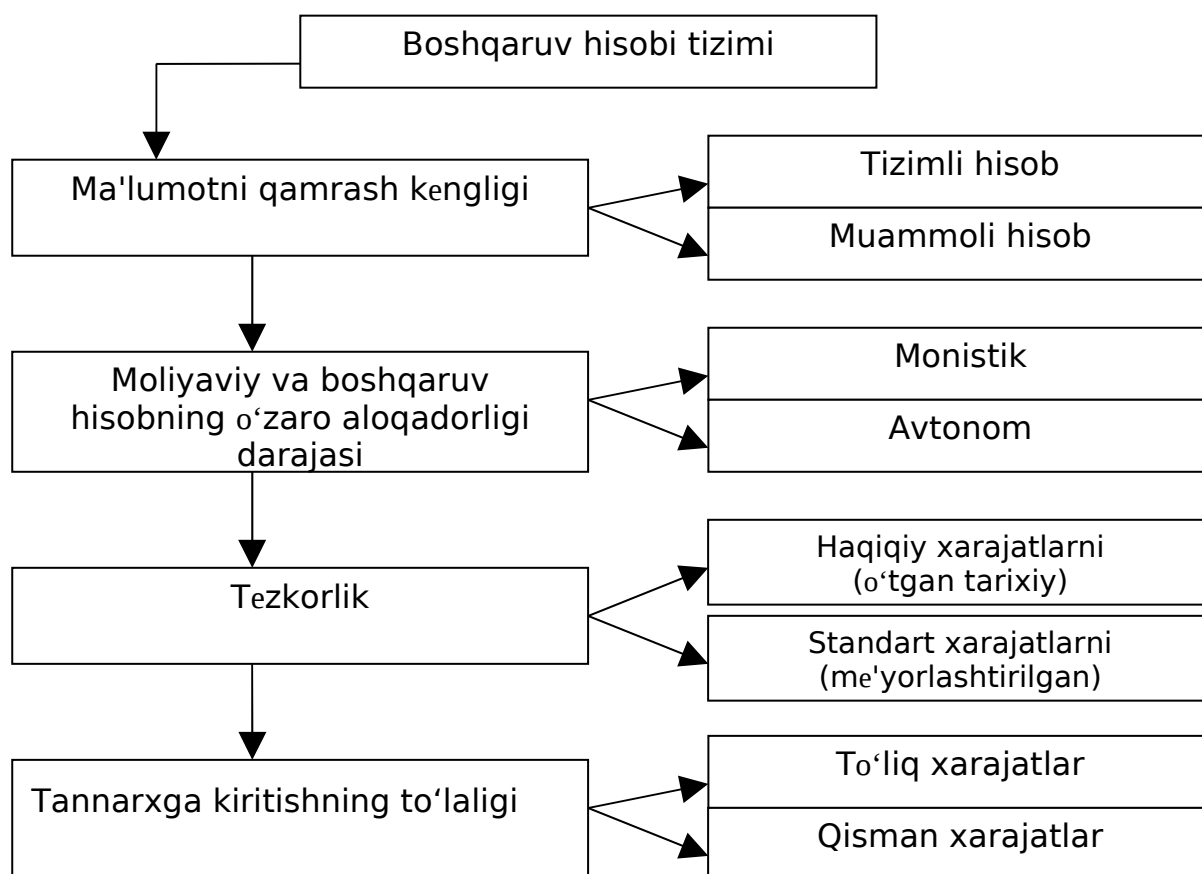 Boshqaruv hisobi tizimi
Ma'lumotni qamrash kengligi
Tizimli hisob
Muammoli hisob
Moliyaviy va boshqaruv
hisobning o‘zaro aloqadorligi
darajasi
Monistik
Avtonom
Tezkorlik
Haqiqiy xarajatlarni
(o‘tgan tarixiy)
Standart xarajatlarni
(me'yorlashtirilgan)
Tannarxga kiritishning to‘laligi
To‘liq xarajatlar
Qisman xarajatlar